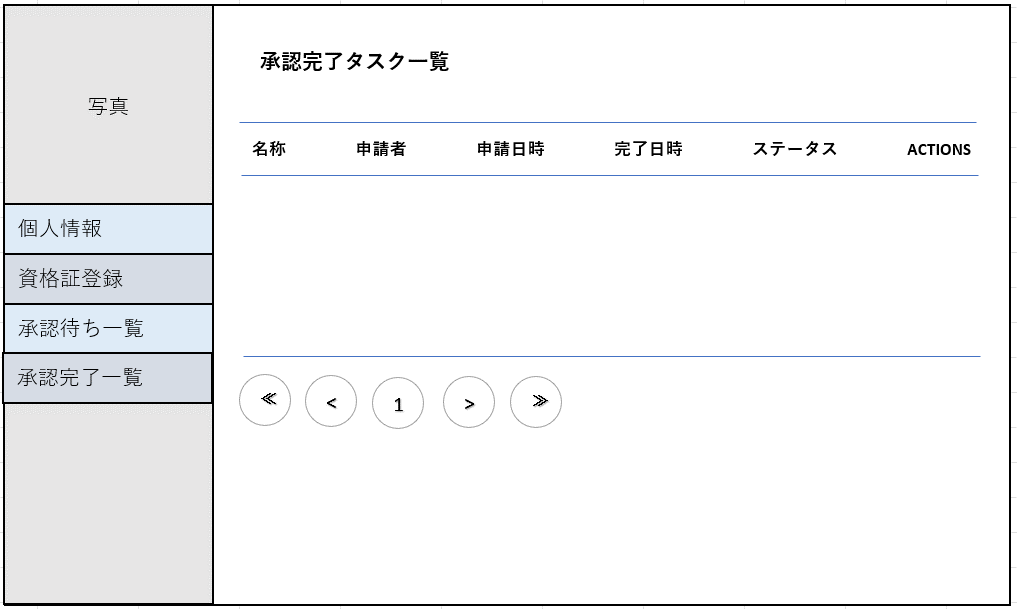 写真
個人情報
資格証登録
承認待ち一覧
承認完了一覧
承認完了タスク一覧
名称 申請者 申請日時 完了日時 ステータス ACTIONS
≪ < 1 > ≫